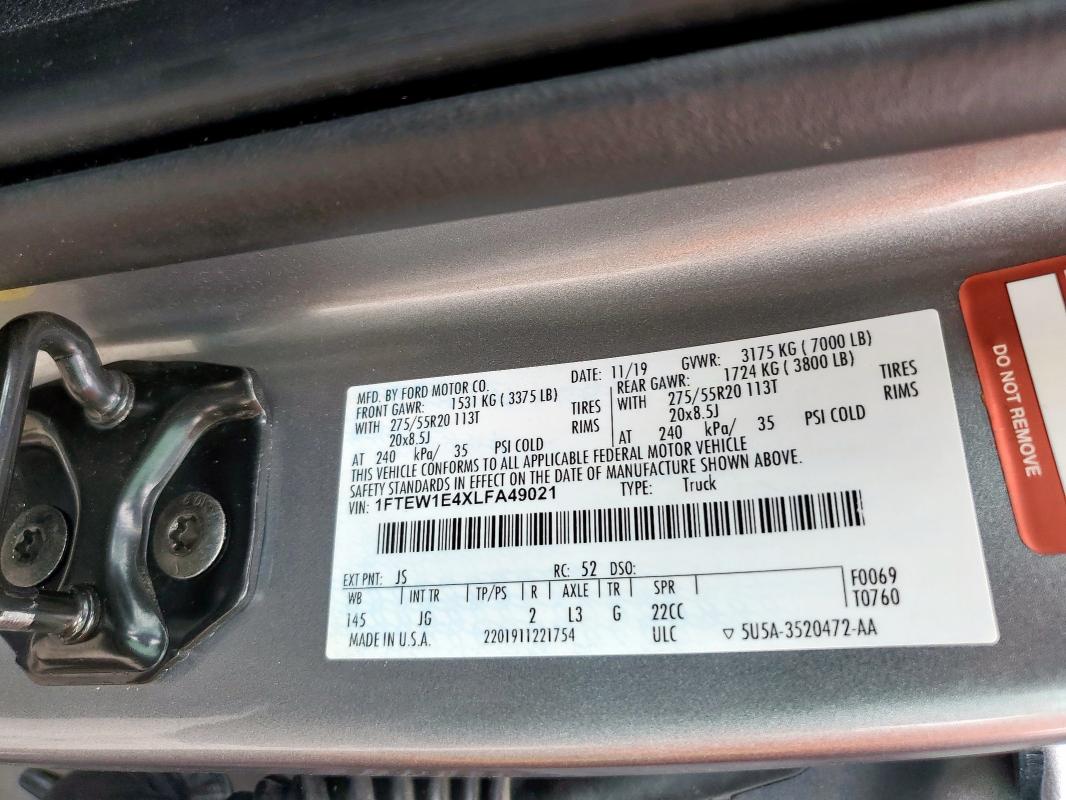 MFD. BY FORD MOTOR CO. DATE: 11/19 GVWR: 3175 KG ( 7000 LB)
FRONT GAWR: 1531 KG ( 3375 LB) REAR GAWR: 1724 KG ( 3800 LB)
WITH 275/55R20 113T TIRES WITH 275/55R20 113T TIRES
20x8.5J RIMS 20x8.5J RIMS
AT 240 kPa/ 35 PSI COLD AT 240 kPa/ 35 PSI COLD
THIS VEHICLE CONFORMS TO ALL APPLICABLE FEDERAL MOTOR VEHICLE
SAFETY STANDARDS IN EFFECT ON THE DATE OF MANUFACTURE SHOWN ABOVE.
VIN: 1FTEW1E4XLFA49021 TYPE: Truck
EXT PNT: JS RC: 52 DSO:
WB INT TR TP/PS R AXLE TR SPR F0069
145 JG 2 L3 G 22CC T0760
MADE IN U.S.A. 2201911221754 ULC ▽ 5U5A-3520472-AA
DO NOT REMOVE